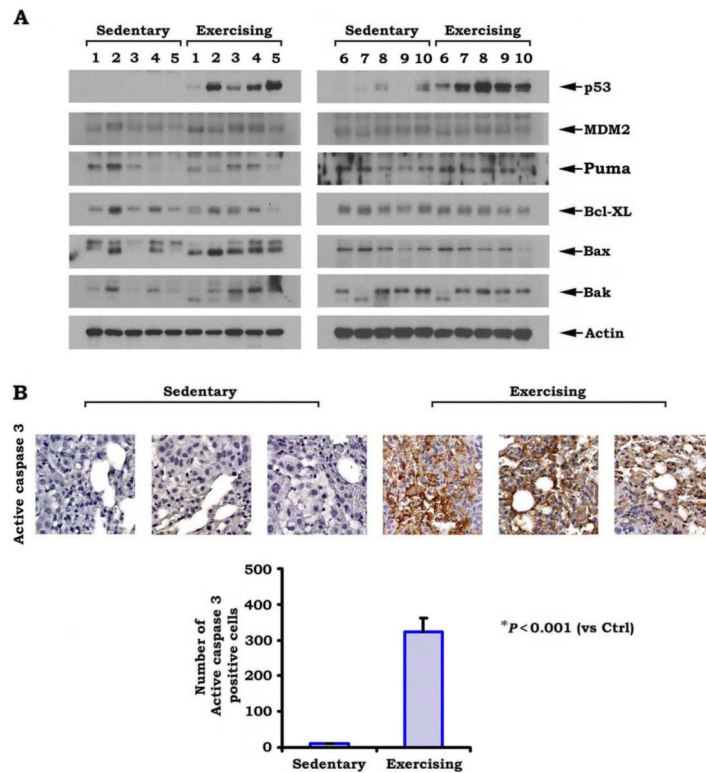 A
Sedentary Exercising Sedentary Exercising
1 2 3 4 5 1 2 3 4 5 6 7 8 9 10 6 7 8 9 10
p53
MDM2
Puma
Bcl-XL
Bax
Bak
Actin
B
Sedentary Exercising
Active caspase 3
500
400
300
200
100
0
Number of
Active caspase 3
positive cells
*P<0.001 (vs Ctrl)
Sedentary Exercising